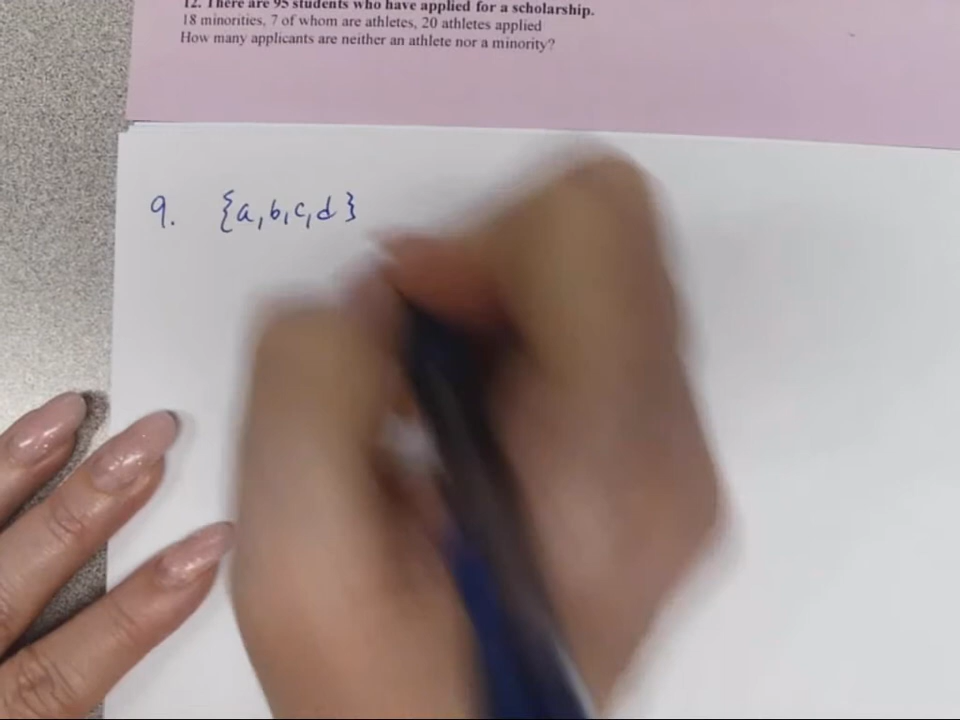 12. There are 95 students who have applied for a scholarship.
18 minorities, 7 of whom are athletes, 20 athletes applied
How many applicants are neither an athlete nor a minority?
9. {a,b,c,d}